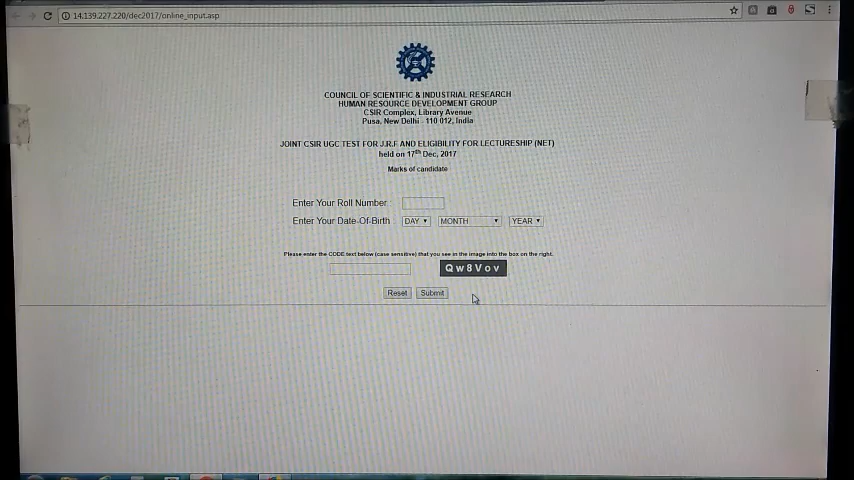 14.139.227.220/dec2017/online_input.asp
COUNCIL OF SCIENTIFIC & INDUSTRIAL RESEARCH
HUMAN RESOURCE DEVELOPMENT GROUP
CSIR Complex, Library Avenue
Pusa, New Delhi - 110 012, India
JOINT CSIR UGC TEST FOR J.R.F AND ELIGIBILITY FOR LECTURESHIP (NET)
held on 17th Dec, 2017
Marks of candidate
Enter Your Roll Number :
Enter Your Date-Of-Birth : DAY MONTH YEAR
Please enter the CODE text below (case sensitive) that you see in the image into the box on the right.
Qw8Vov
Reset Submit